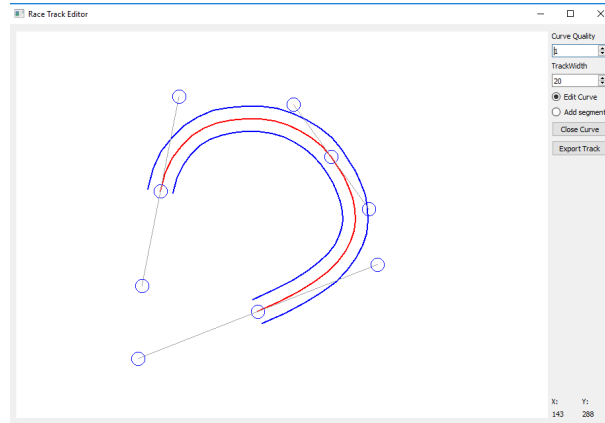 Race Track Editor
Curve Quality
1
TrackWidth
20
Edit Curve
Add segment
Close Curve
Export Track
X: Y:
143 288